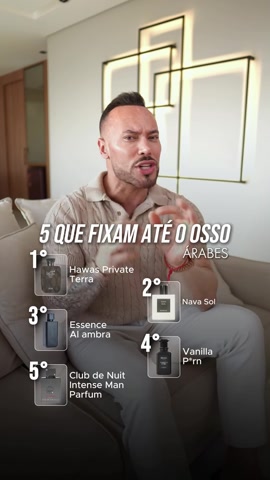 5 QUE FIXAM ATÉ O OSSO
ÁRABES
1°
Hawas Private
Terra
2°
Nava Sol
3°
Essence
Al ambra
4°
Vanilla
P*rn
5°
Club de Nuit
Intense Man
Parfum